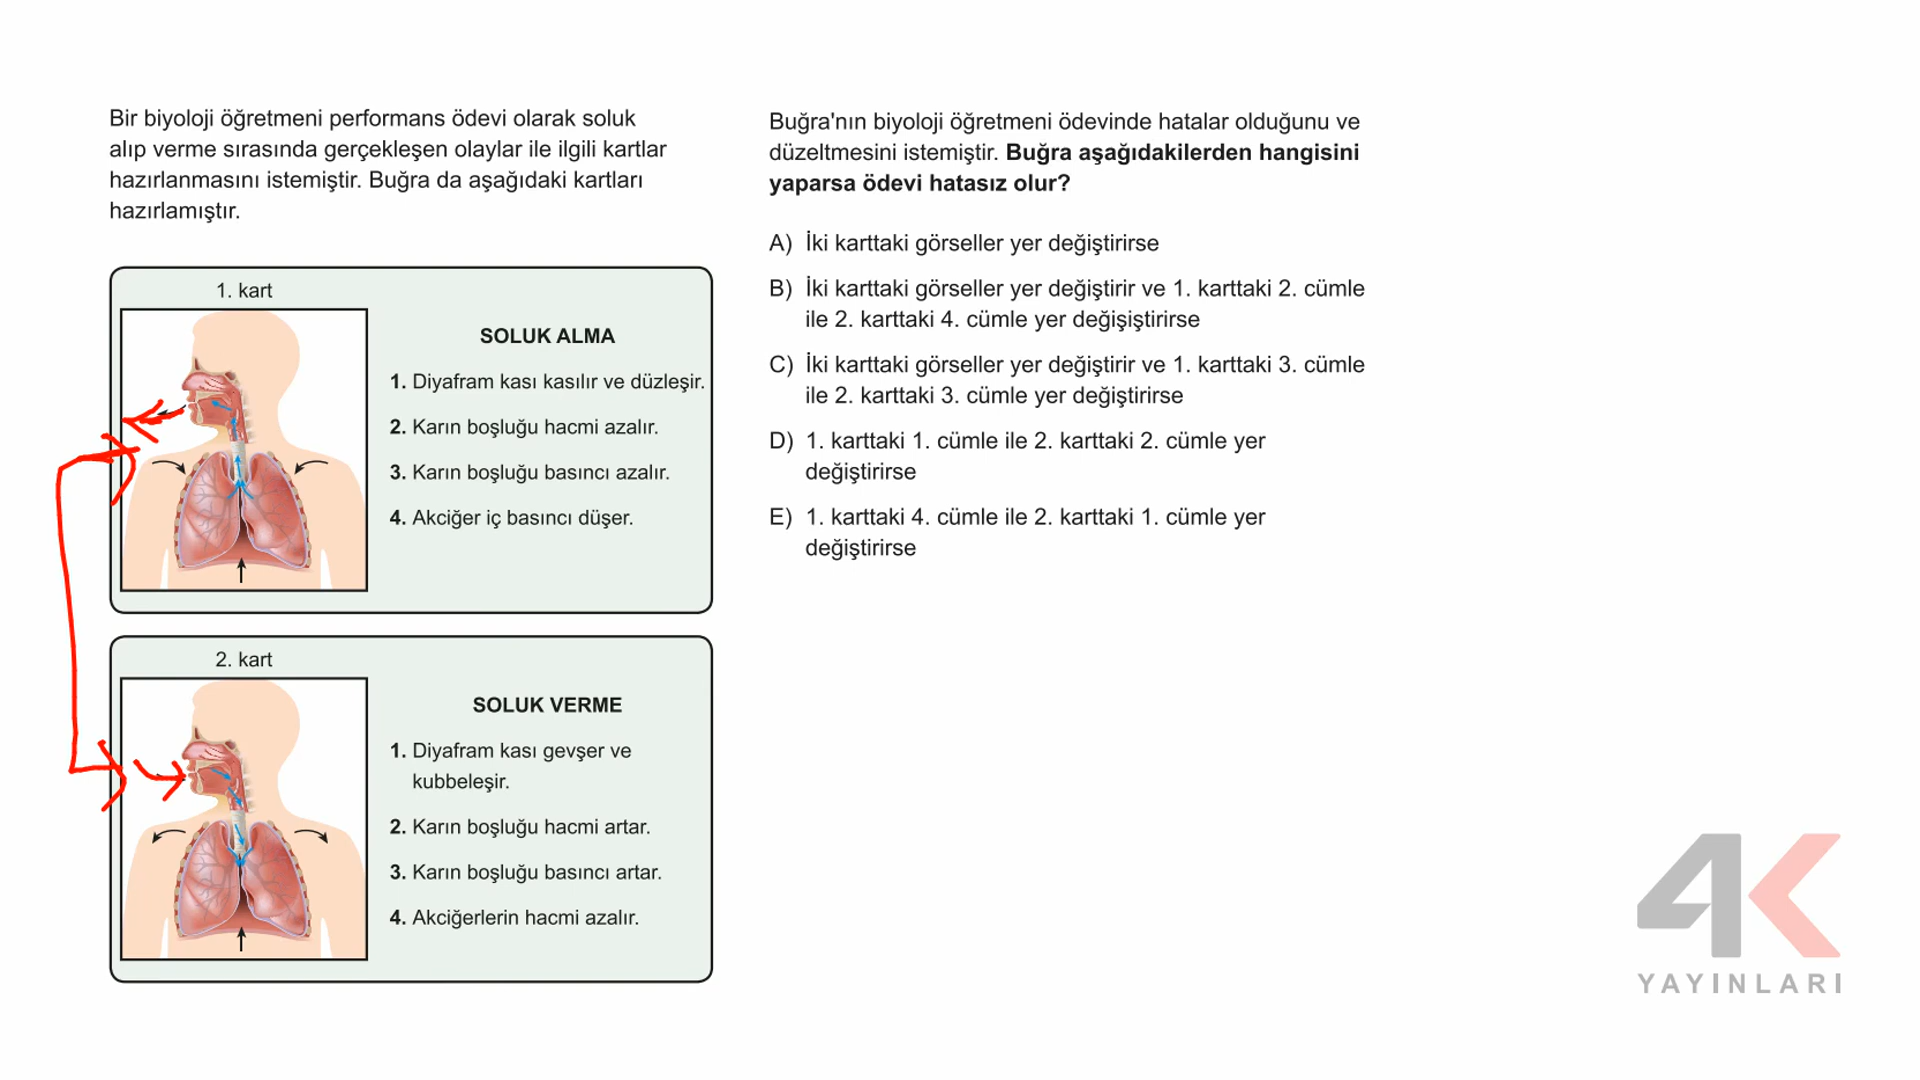 Bir biyoloji öğretmeni performans ödevi olarak soluk
alıp verme sırasında gerçekleşen olaylar ile ilgili kartlar
hazırlanmasını istemiştir. Buğra da aşağıdaki kartları
hazırlamıştır.
1. kart
SOLUK ALMA
1. Diyafram kası kasılır ve düzleşir.
2. Karın boşluğu hacmi azalır.
3. Karın boşluğu basıncı azalır.
4. Akciğer iç basıncı düşer.
2. kart
SOLUK VERME
1. Diyafram kası gevşer ve
kubbeleşir.
2. Karın boşluğu hacmi artar.
3. Karın boşluğu basıncı artar.
4. Akciğerlerin hacmi azalır.
Buğra'nın biyoloji öğretmeni ödevinde hatalar olduğunu ve
düzeltmesini istemiştir. Buğra aşağıdakilerden hangisini
yaparsa ödevi hatasız olur?
A) İki karttaki görseller yer değiştirirse
B) İki karttaki görseller yer değiştirir ve 1. karttaki 2. cümle
ile 2. karttaki 4. cümle yer değişiştirirse
C) İki karttaki görseller yer değiştirir ve 1. karttaki 3. cümle
ile 2. karttaki 3. cümle yer değiştirirse
D) 1. karttaki 1. cümle ile 2. karttaki 2. cümle yer
değiştirirse
E) 1. karttaki 4. cümle ile 2. karttaki 1. cümle yer
değiştirirse
4K
YAYINLARI